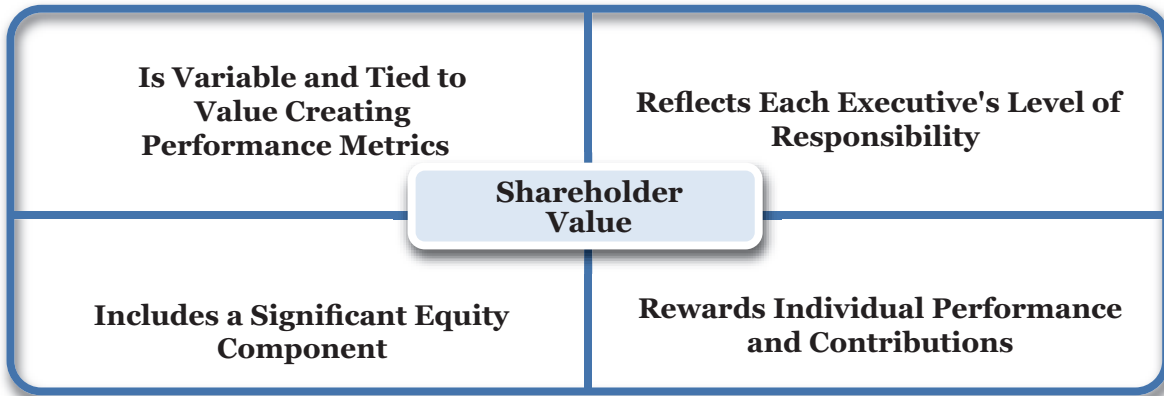 Is Variable and Tied to
Value Creating
Performance Metrics
Reflects Each Executive's Level of
Responsibility
Shareholder
Value
Includes a Significant Equity
Component
Rewards Individual Performance
and Contributions